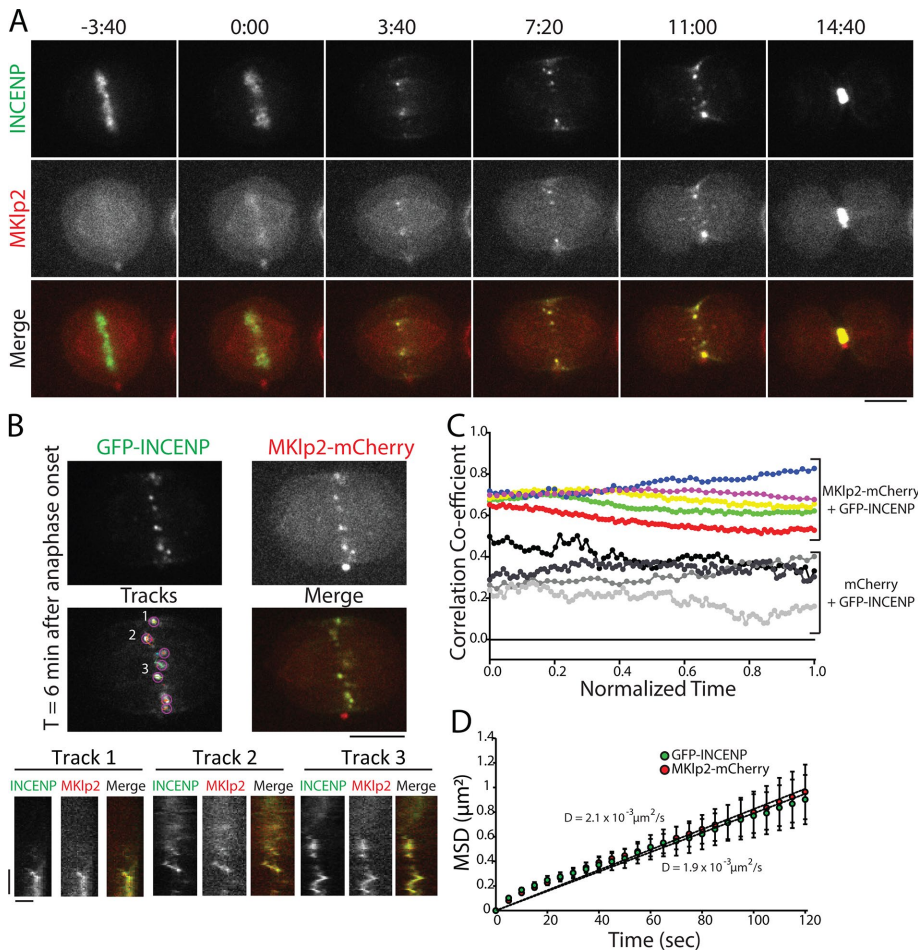 A
-3:40 0:00 3:40 7:20 11:00 14:40
INCENP
MKlp2
Merge
B
T = 6 min after anaphase onset
GFP-INCENP MKlp2-mCherry
Tracks Merge
1
2
3
Track 1 Track 2 Track 3
INCENP MKlp2 Merge INCENP MKlp2 Merge INCENP MKlp2 Merge
C
Correlation Co-efficient
1.0
0.8
0.6
0.4
0.2
0.0
0.0 0.2 0.4 0.6 0.8 1.0
Normalized Time
MKlp2-mCherry
+ GFP-INCENP
mCherry
+ GFP-INCENP
D
MSD (µm²)
1.4
1.2
1.0
0.8
0.6
0.4
0.2
0
0 20 40 60 80 100 120
Time (sec)
GFP-INCENP
MKlp2-mCherry
D = 2.1 x 10⁻³µm²/s
D = 1.9 x 10⁻³µm²/s